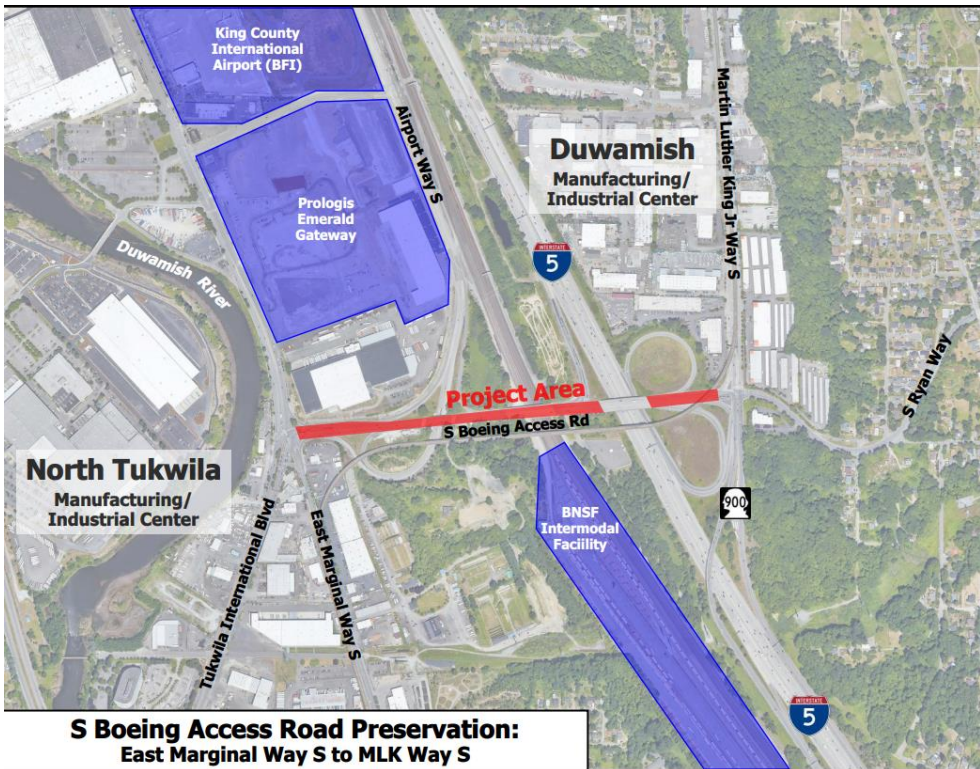 King County
International
Airport (BFI)
Airport Way S
Martin Luther King Jr Way S
Duwamish
Manufacturing/
Industrial Center
Prologis
Emerald
Gateway
Duwamish River
INTERSTATE
5
S Ryan Way
Project Area
S Boeing Access Rd
North Tukwila
Manufacturing/
Industrial Center
900
BNSF
Intermodal
Faciility
Tukwila International Blvd
East Marginal Way S
INTERSTATE
5
S Boeing Access Road Preservation:
East Marginal Way S to MLK Way S